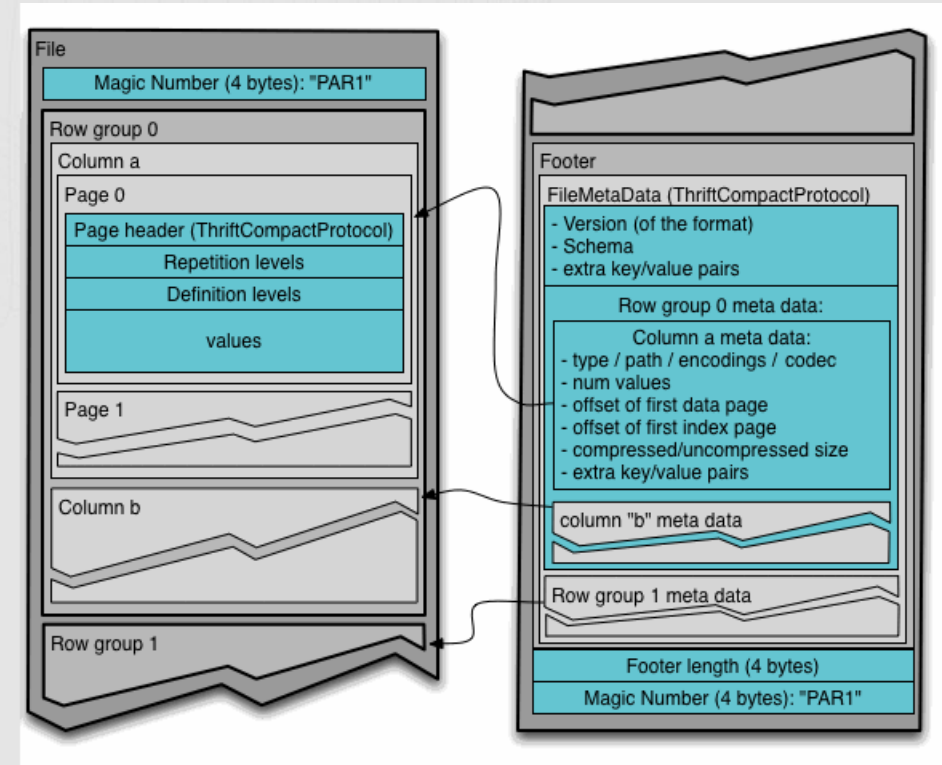 File
Magic Number (4 bytes): "PAR1"
Row group 0
Column a
Page 0
Page header (ThriftCompactProtocol)
Repetition levels
Definition levels
values
Page 1
Column b
Row group 1
Footer
FileMetaData (ThriftCompactProtocol)
- Version (of the format)
- Schema
- extra key/value pairs
Row group 0 meta data:
Column a meta data:
- type / path / encodings / codec
- num values
- offset of first data page
- offset of first index page
- compressed/uncompressed size
- extra key/value pairs
column "b" meta data
Row group 1 meta data
Footer length (4 bytes)
Magic Number (4 bytes): "PAR1"